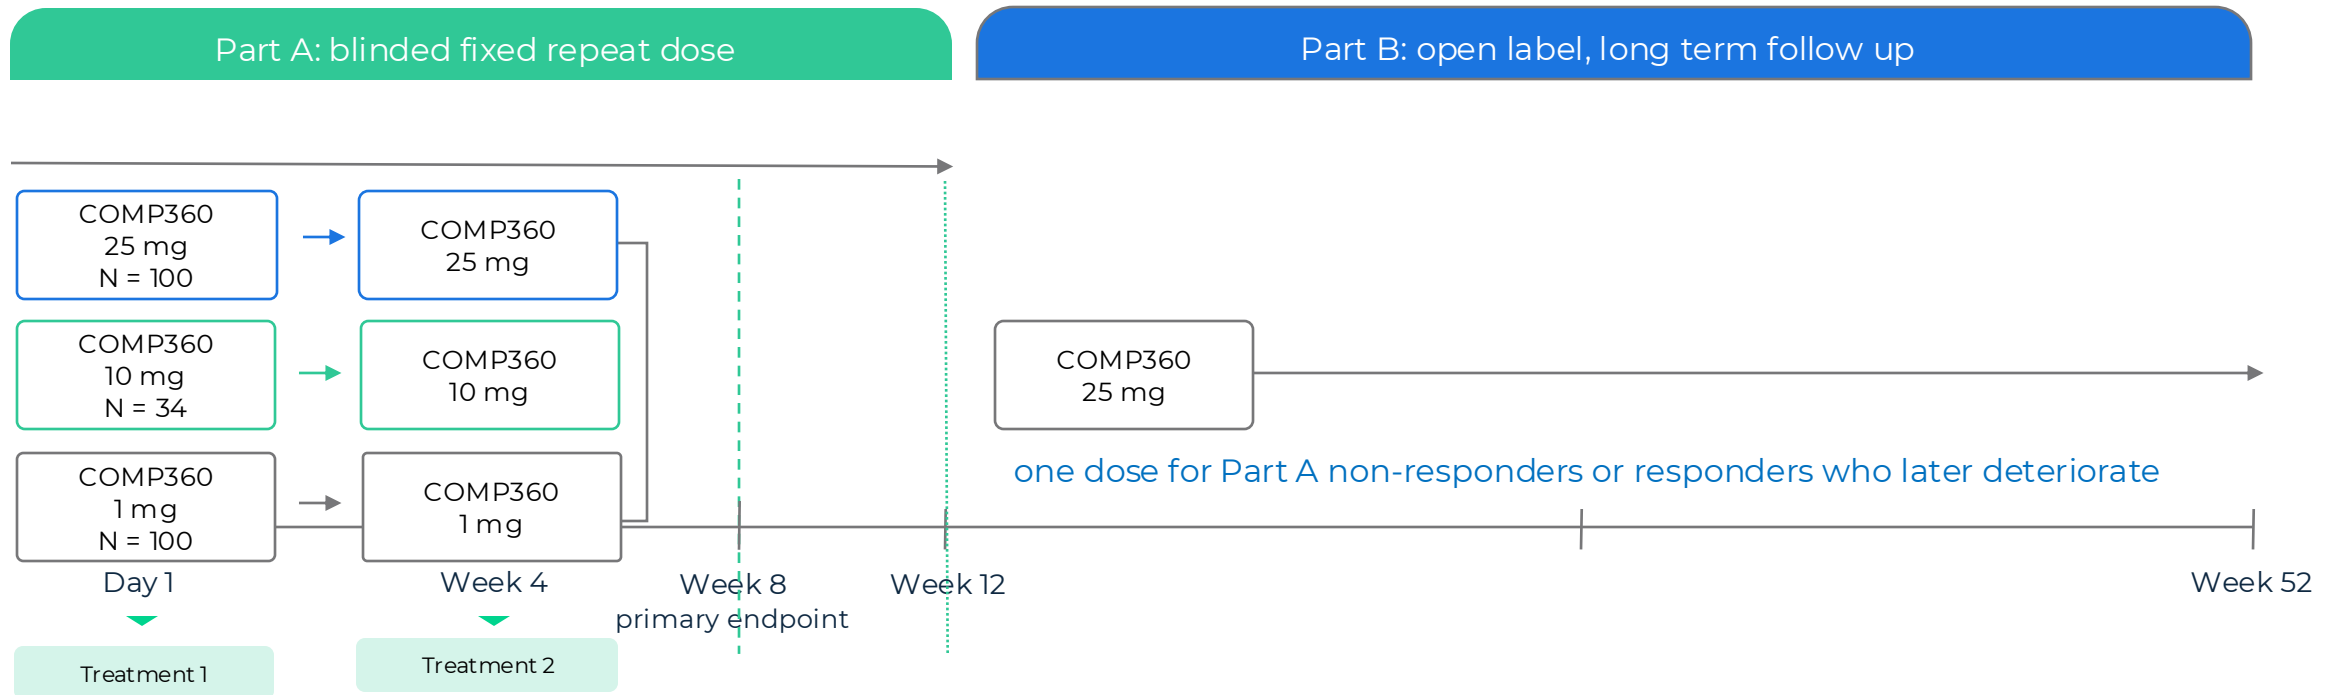 Part A: blinded fixed repeat dose
Part B: open label, long term follow up
COMP360
25 mg
N = 100
COMP360
25 mg
COMP360
10 mg
N = 34
COMP360
10 mg
COMP360
25 mg
one dose for Part A non-responders or responders who later deteriorate
COMP360
1 mg
N = 100
COMP360
1 mg
Day 1
Week 4
Week 8
primary endpoint
Week 12
Week 52
Treatment 1
Treatment 2